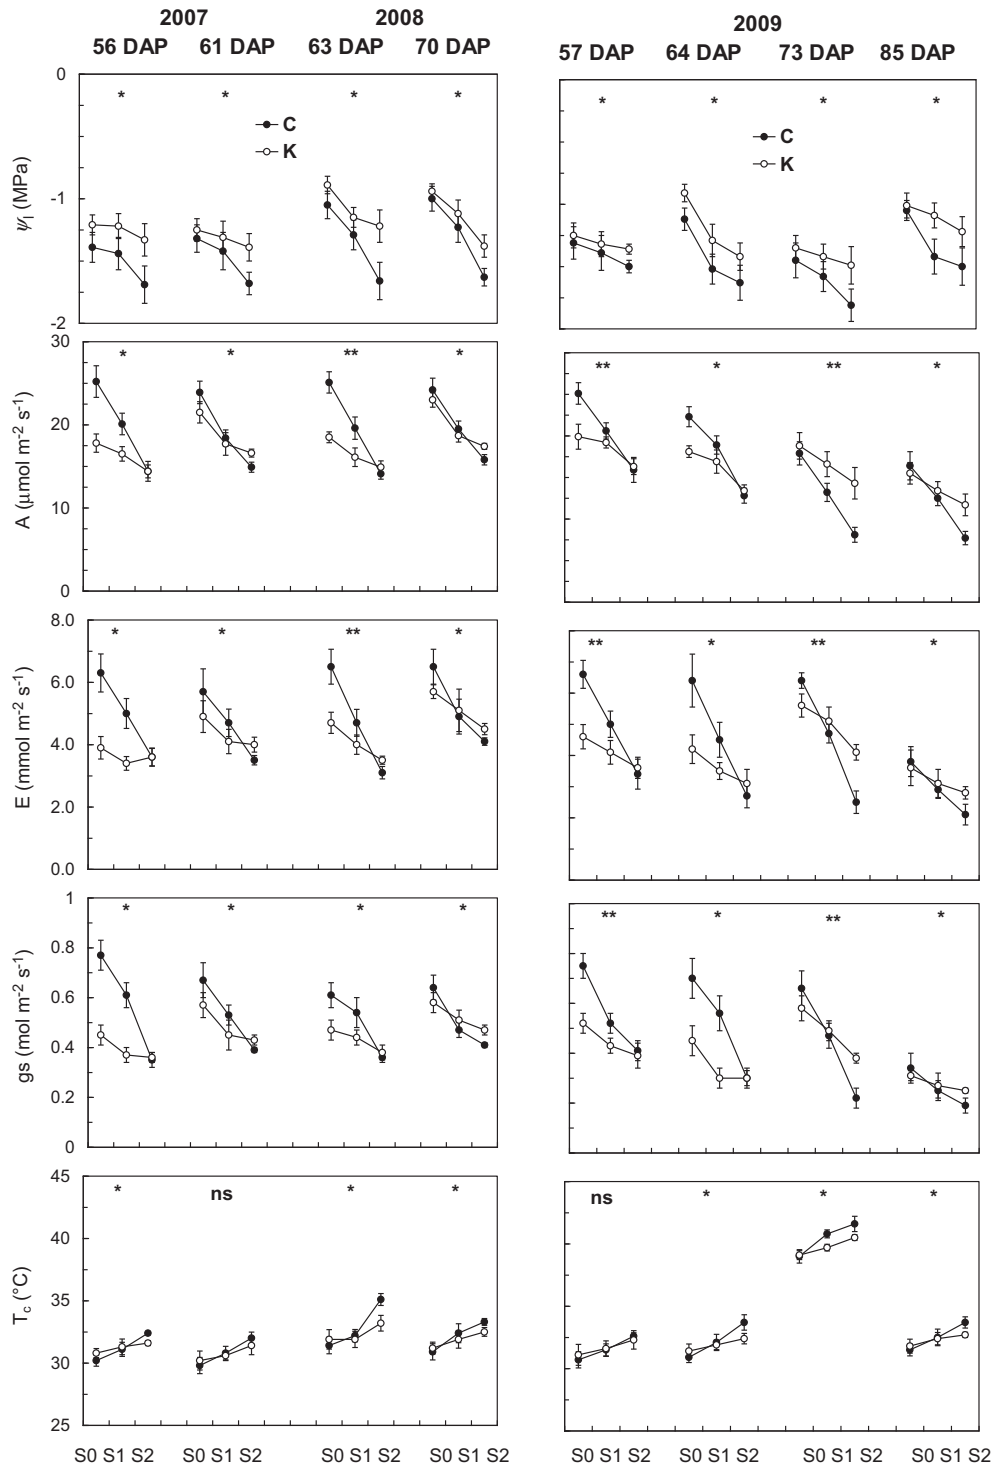 2007
2008
2009
56 DAP
61 DAP
63 DAP
70 DAP
57 DAP
64 DAP
73 DAP
85 DAP
0
-1
-2
ψl (MPa)
* * * *
* * * *
C
K
C
K
30
20
10
0
A (μmol m-2 s-1)
* * ** *
** * ** *
8.0
6.0
4.0
2.0
0.0
E (mmol m-2 s-1)
* * ** *
** * ** *
1
0.8
0.6
0.4
0.2
0
gs (mol m-2 s-1)
* * * *
** * ** *
45
40
35
30
25
Tc (°C)
* ns * *
ns * * *
S0 S1 S2 S0 S1 S2 S0 S1 S2 S0 S1 S2
S0 S1 S2 S0 S1 S2 S0 S1 S2 S0 S1 S2